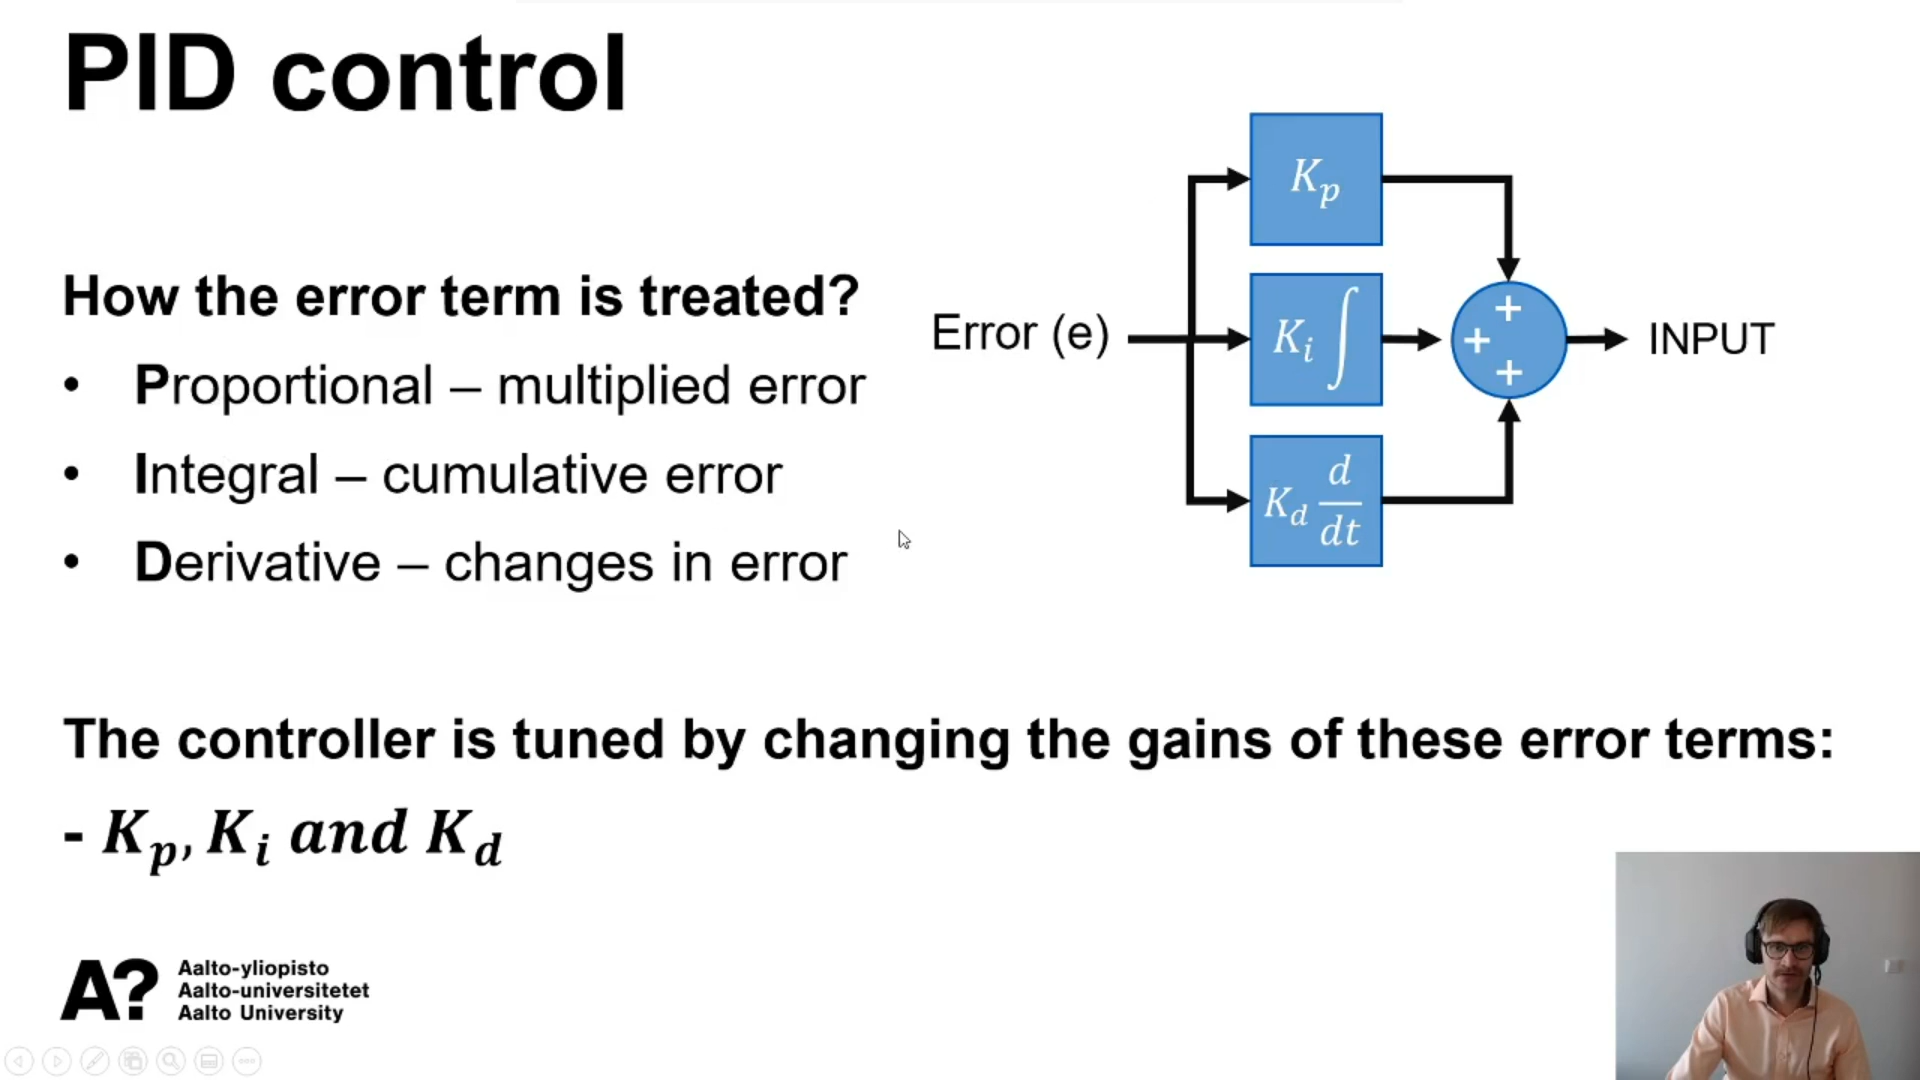 PID control
How the error term is treated?
• Proportional – multiplied error
• Integral – cumulative error
• Derivative – changes in error
Error (e)
K_p
K_i ∫
K_d d/dt
+
+
+
INPUT
The controller is tuned by changing the gains of these error terms:
- K_p, K_i and K_d
A?
Aalto-yliopisto
Aalto-universitetet
Aalto University